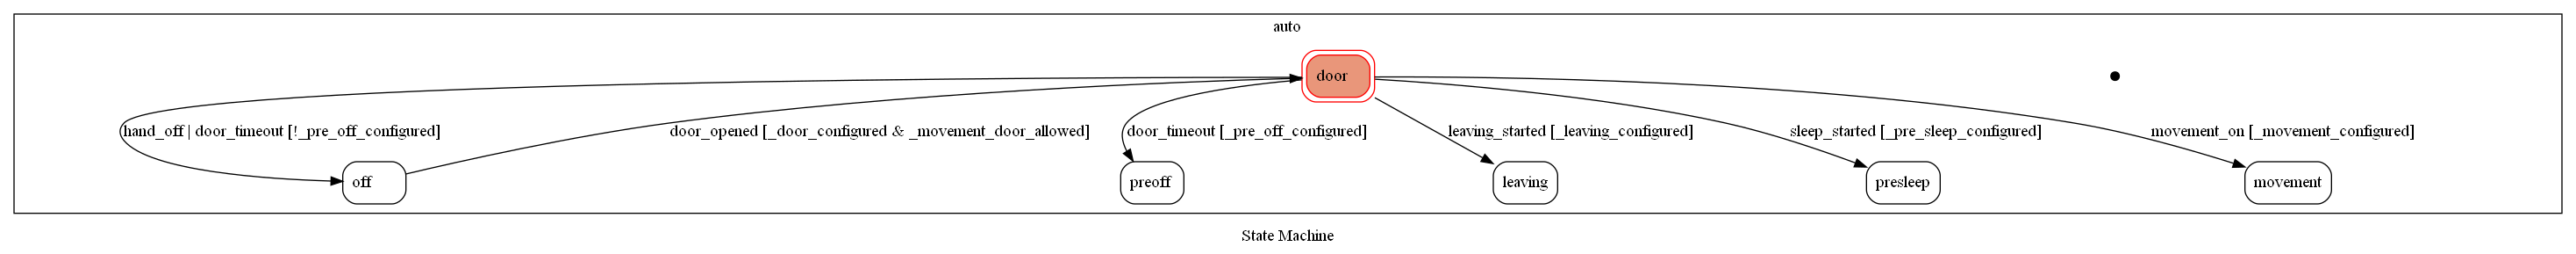 auto
door
hand_off | door_timeout [!_pre_off_configured]
door_opened [_door_configured & _movement_door_allowed]
door_timeout [_pre_off_configured]
leaving_started [_leaving_configured]
sleep_started [_pre_sleep_configured]
movement_on [_movement_configured]
off
preoff
leaving
presleep
movement
State Machine